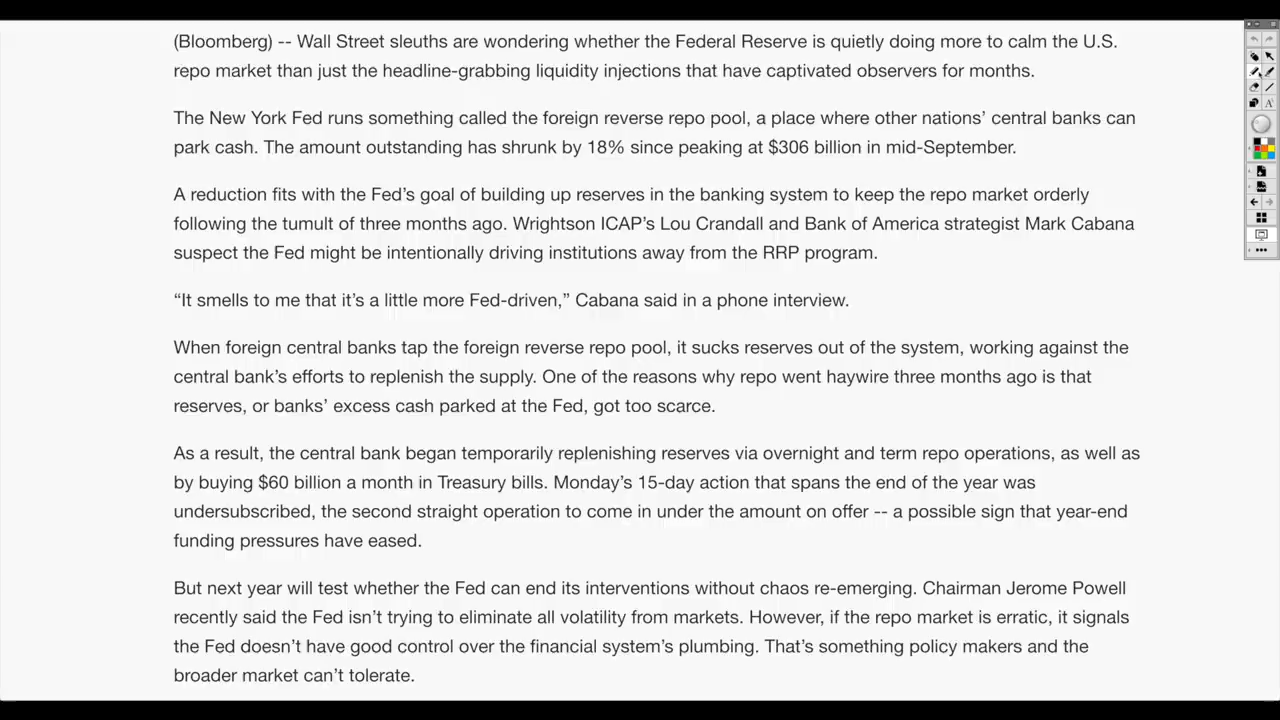 (Bloomberg) -- Wall Street sleuths are wondering whether the Federal Reserve is quietly doing more to calm the U.S.
repo market than just the headline-grabbing liquidity injections that have captivated observers for months.
The New York Fed runs something called the foreign reverse repo pool, a place where other nations’ central banks can
park cash. The amount outstanding has shrunk by 18% since peaking at $306 billion in mid-September.
A reduction fits with the Fed’s goal of building up reserves in the banking system to keep the repo market orderly
following the tumult of three months ago. Wrightson ICAP’s Lou Crandall and Bank of America strategist Mark Cabana
suspect the Fed might be intentionally driving institutions away from the RRP program.
“It smells to me that it’s a little more Fed-driven,” Cabana said in a phone interview.
When foreign central banks tap the foreign reverse repo pool, it sucks reserves out of the system, working against the
central bank’s efforts to replenish the supply. One of the reasons why repo went haywire three months ago is that
reserves, or banks’ excess cash parked at the Fed, got too scarce.
As a result, the central bank began temporarily replenishing reserves via overnight and term repo operations, as well as
by buying $60 billion a month in Treasury bills. Monday’s 15-day action that spans the end of the year was
undersubscribed, the second straight operation to come in under the amount on offer -- a possible sign that year-end
funding pressures have eased.
But next year will test whether the Fed can end its interventions without chaos re-emerging. Chairman Jerome Powell
recently said the Fed isn’t trying to eliminate all volatility from markets. However, if the repo market is erratic, it signals
the Fed doesn’t have good control over the financial system’s plumbing. That’s something policy makers and the
broader market can’t tolerate.